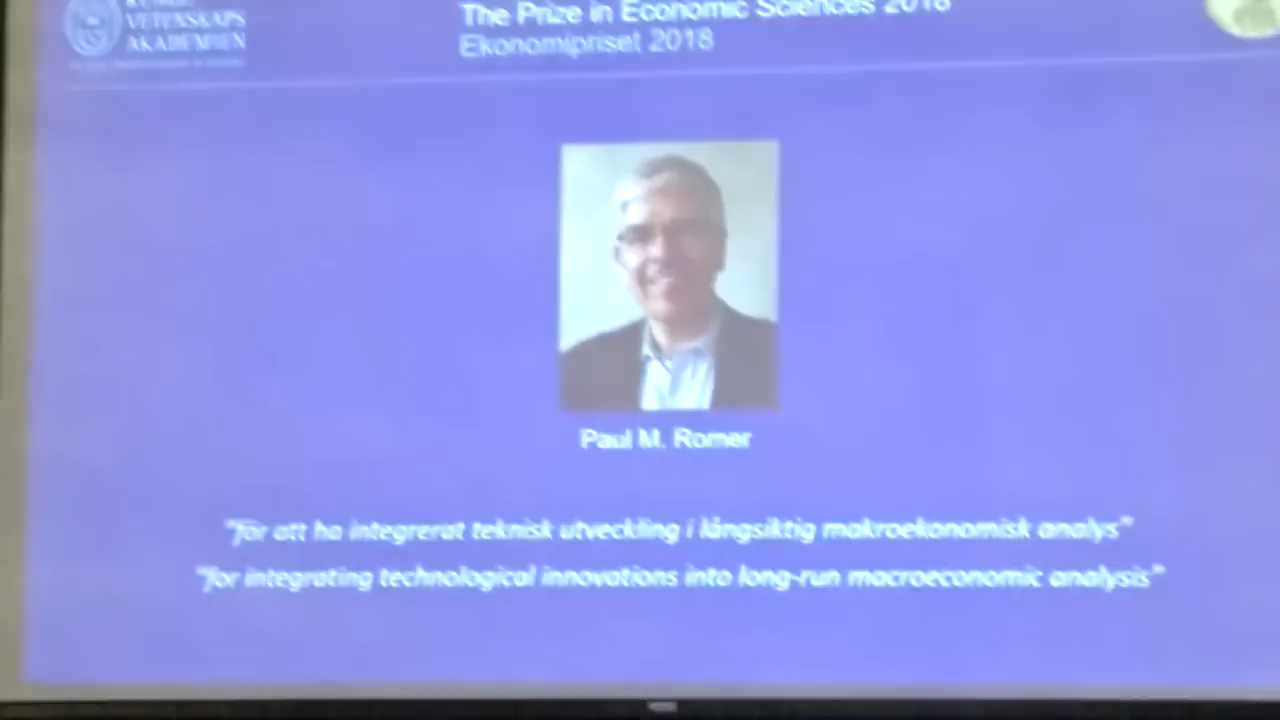 VETENSKAPS
AKADEMIEN
The Prize in Economic Sciences 2018
Ekonomipriset 2018
Paul M. Romer
"för att ha integrerat teknisk utveckling i långsiktig makroekonomisk analys"
"for integrating technological innovations into long-run macroeconomic analysis"